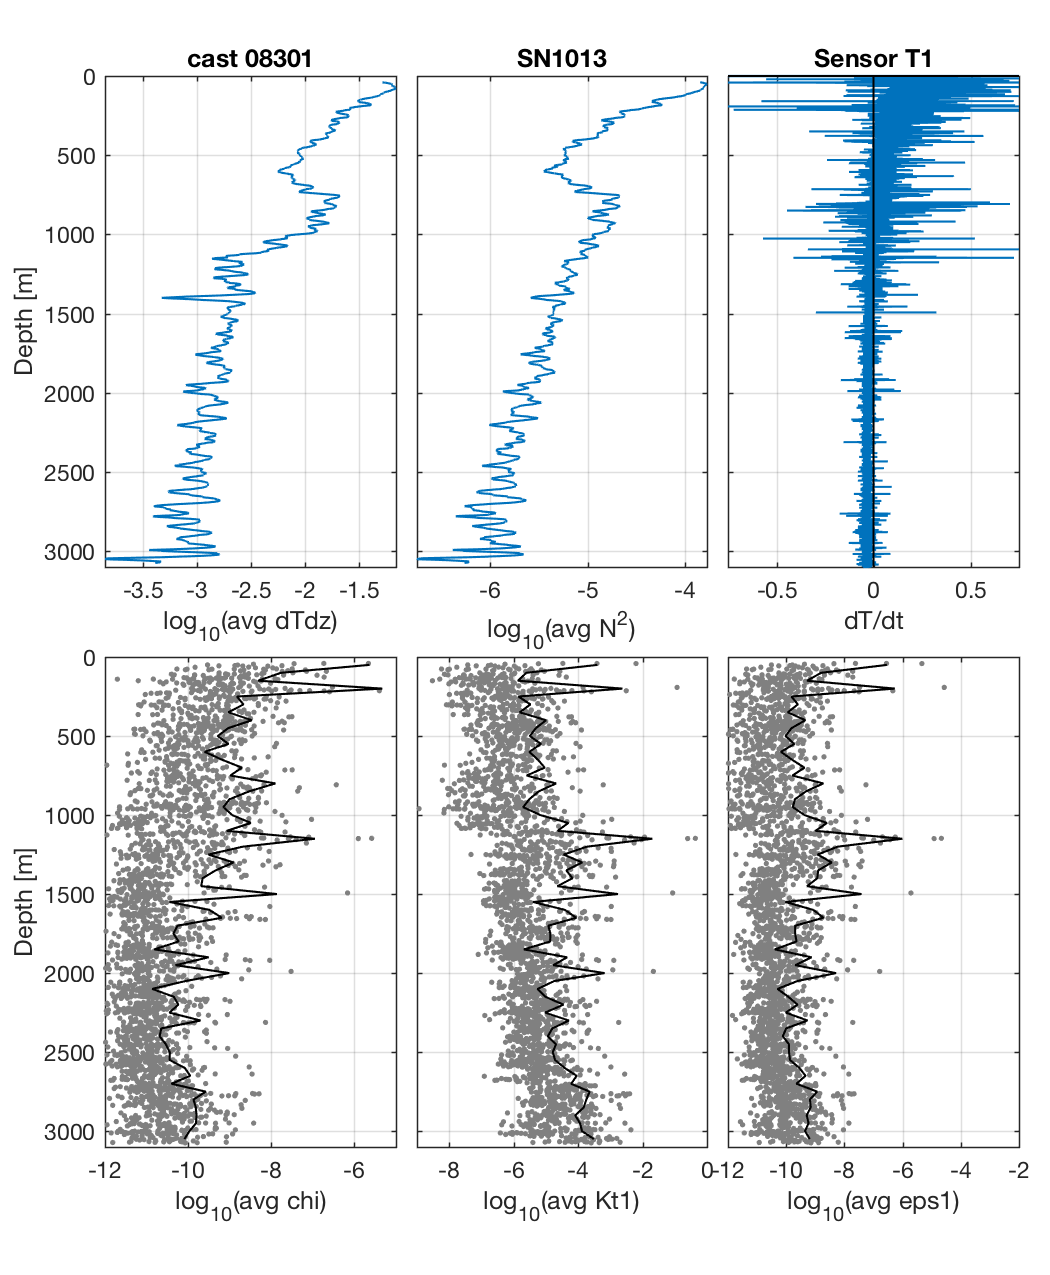 cast 08301
SN1013
Sensor T1
0
500
1000
1500
2000
2500
3000
Depth [m]
-3.5 -3 -2.5 -2 -1.5
log10(avg dTdz)
-6 -5 -4
log10(avg N2)
-0.5 0 0.5
dT/dt
0
500
1000
1500
2000
2500
3000
Depth [m]
-12 -10 -8 -6
log10(avg chi)
-8 -6 -4 -2 0
log10(avg Kt1)
-12 -10 -8 -6 -4 -2
log10(avg eps1)